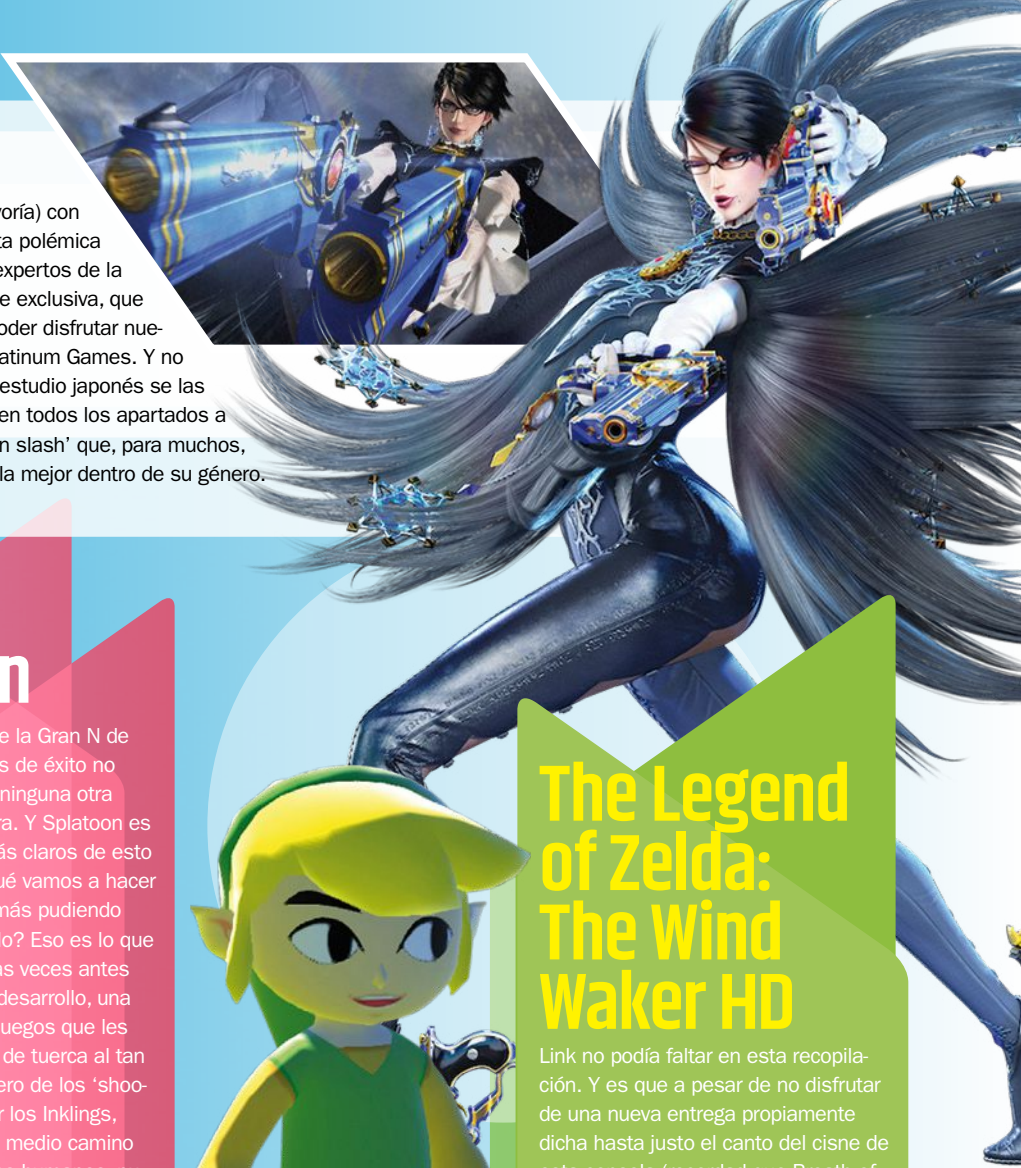 voría) con
ta polémica
expertos de la
e exclusiva, que
oder disfrutar nue-
atinum Games. Y no
estudio japonés se las
en todos los apartados a
n slash’ que, para muchos,
la mejor dentro de su género.
n
e la Gran N de
s de éxito no
ninguna otra
ra. Y Splatoon es
ás claros de esto
ué vamos a hacer
más pudiendo
lo? Eso es lo que
as veces antes
desarrollo, una
uegos que les
de tuerca al tan
ero de los ‘shoo-
r los Inklings,
medio camino
The Legend
of Zelda:
The Wind
Waker HD
Link no podía faltar en esta recopila-
ción. Y es que a pesar de no disfrutar
de una nueva entrega propiamente
dicha hasta justo el canto del cisne de